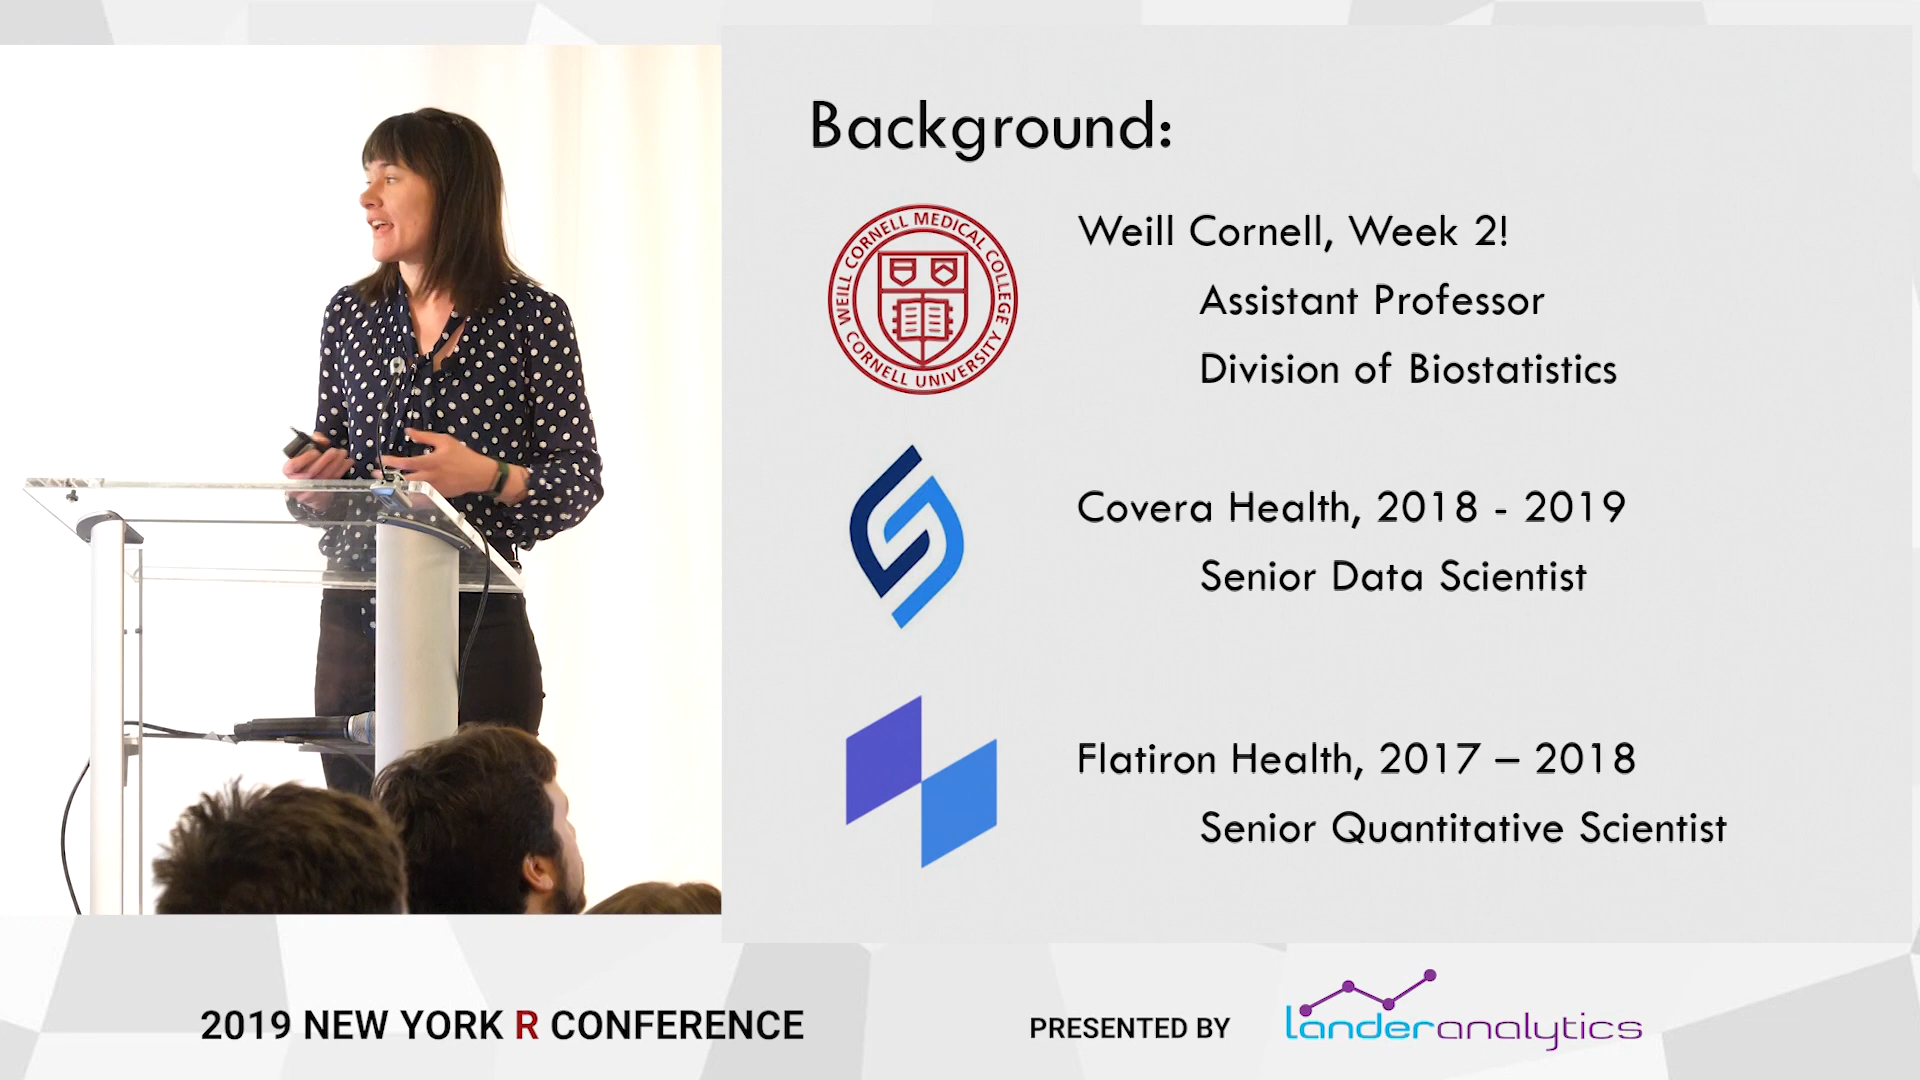 Background:
WEILL CORNELL MEDICAL COLLEGE
CORNELL UNIVERSITY
Weill Cornell, Week 2!
Assistant Professor
Division of Biostatistics
Covera Health, 2018 - 2019
Senior Data Scientist
Flatiron Health, 2017 – 2018
Senior Quantitative Scientist
2019 NEW YORK R CONFERENCE
PRESENTED BY
landeranalytics